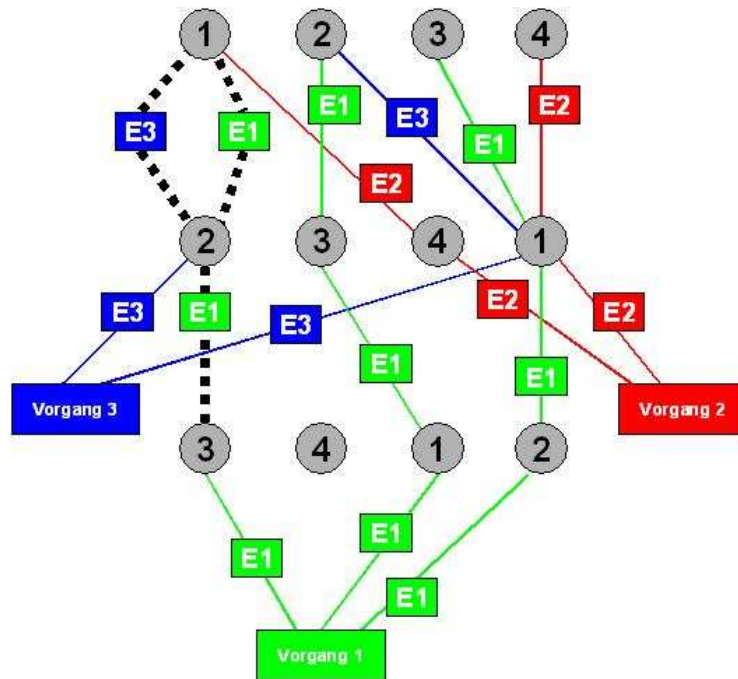 1 2 3 4
E3 E1 E1 E3 E1 E2
E2
2 3 4 1
E3 E1 E3 E2 E2
E1 E1
Vorgang 3 Vorgang 2
3 4 1 2
E1 E1 E1
Vorgang 1